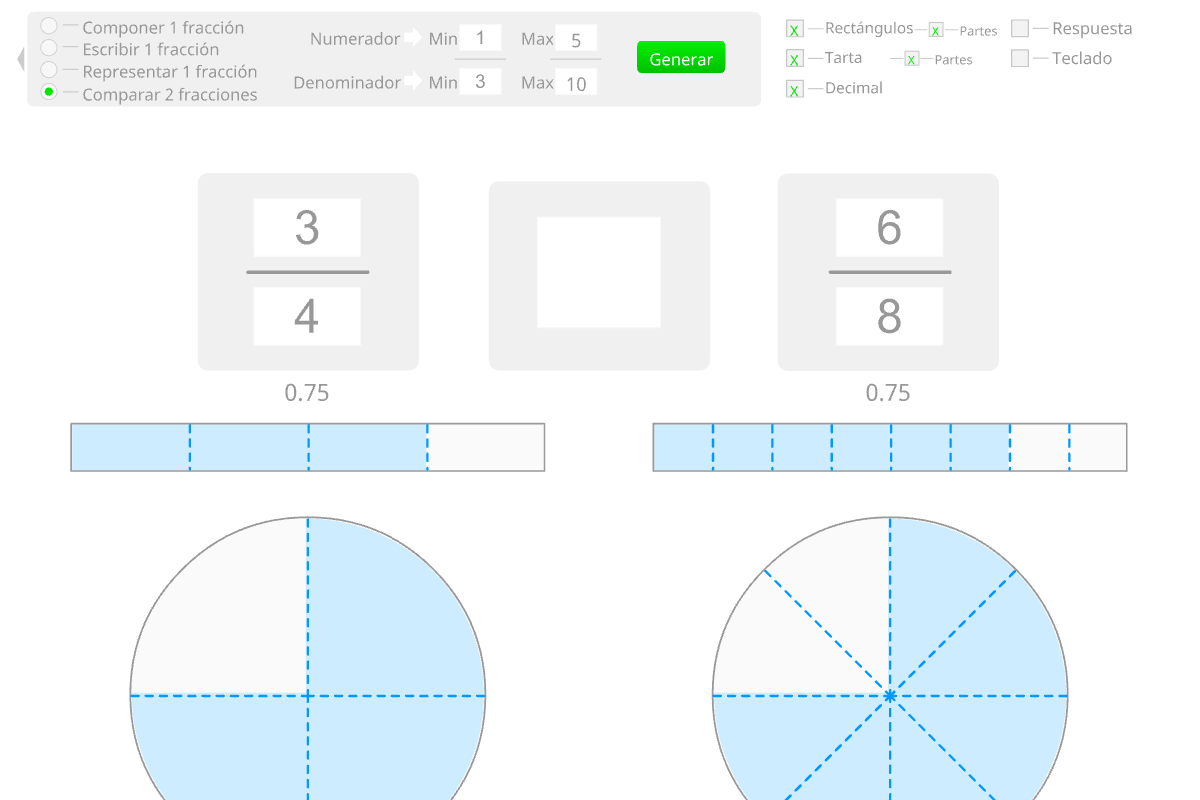 Componer 1 fracción
Escribir 1 fracción
Representar 1 fracción
Comparar 2 fracciones
Numerador Min 1 Max 5
Denominador Min 3 Max 10
Generar
X Rectángulos X Partes Respuesta
X Tarta X Partes Teclado
X Decimal
3 6
4 8
0.75 0.75